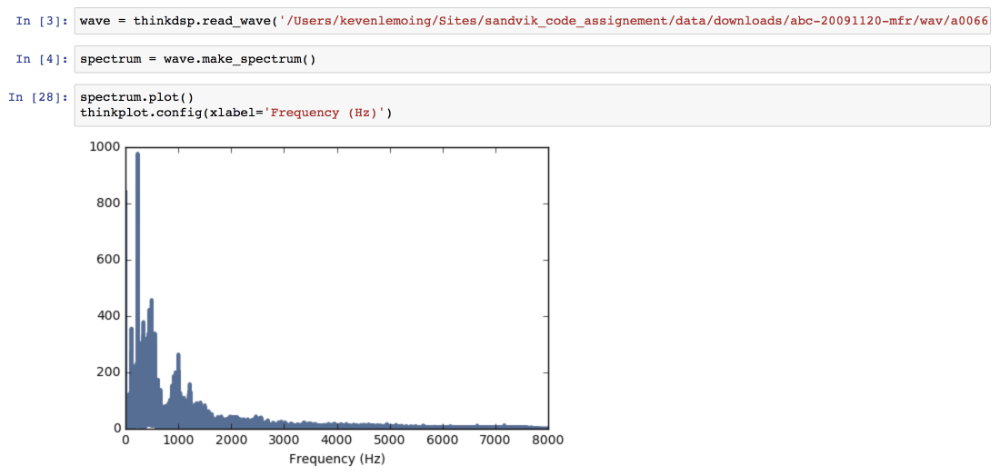 In [3]: wave = thinkdsp.read_wave('/Users/kevenlemoing/Sites/sandvik_code_assignement/data/downloads/abc-20091120-mfr/wav/a0066
In [4]: spectrum = wave.make_spectrum()
In [28]: spectrum.plot()
thinkplot.config(xlabel='Frequency (Hz)')
1000
800
600
400
200
0
0 1000 2000 3000 4000 5000 6000 7000 8000
Frequency (Hz)